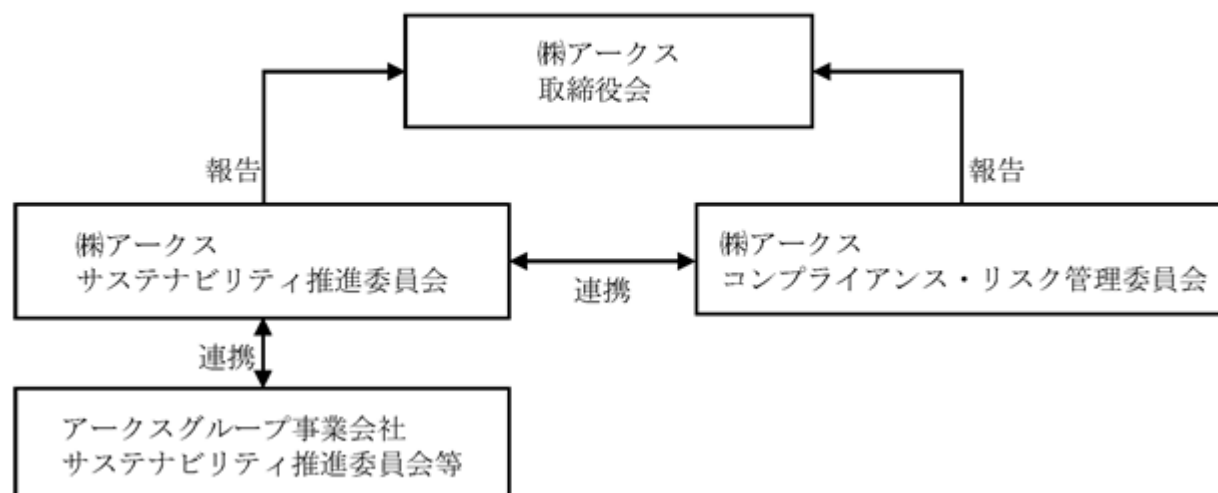 ㈱アークス
取締役会
報告
報告
㈱アークス
サステナビリティ推進委員会
連携
㈱アークス
コンプライアンス・リスク管理委員会
連携
アークスグループ事業会社
サステナビリティ推進委員会等